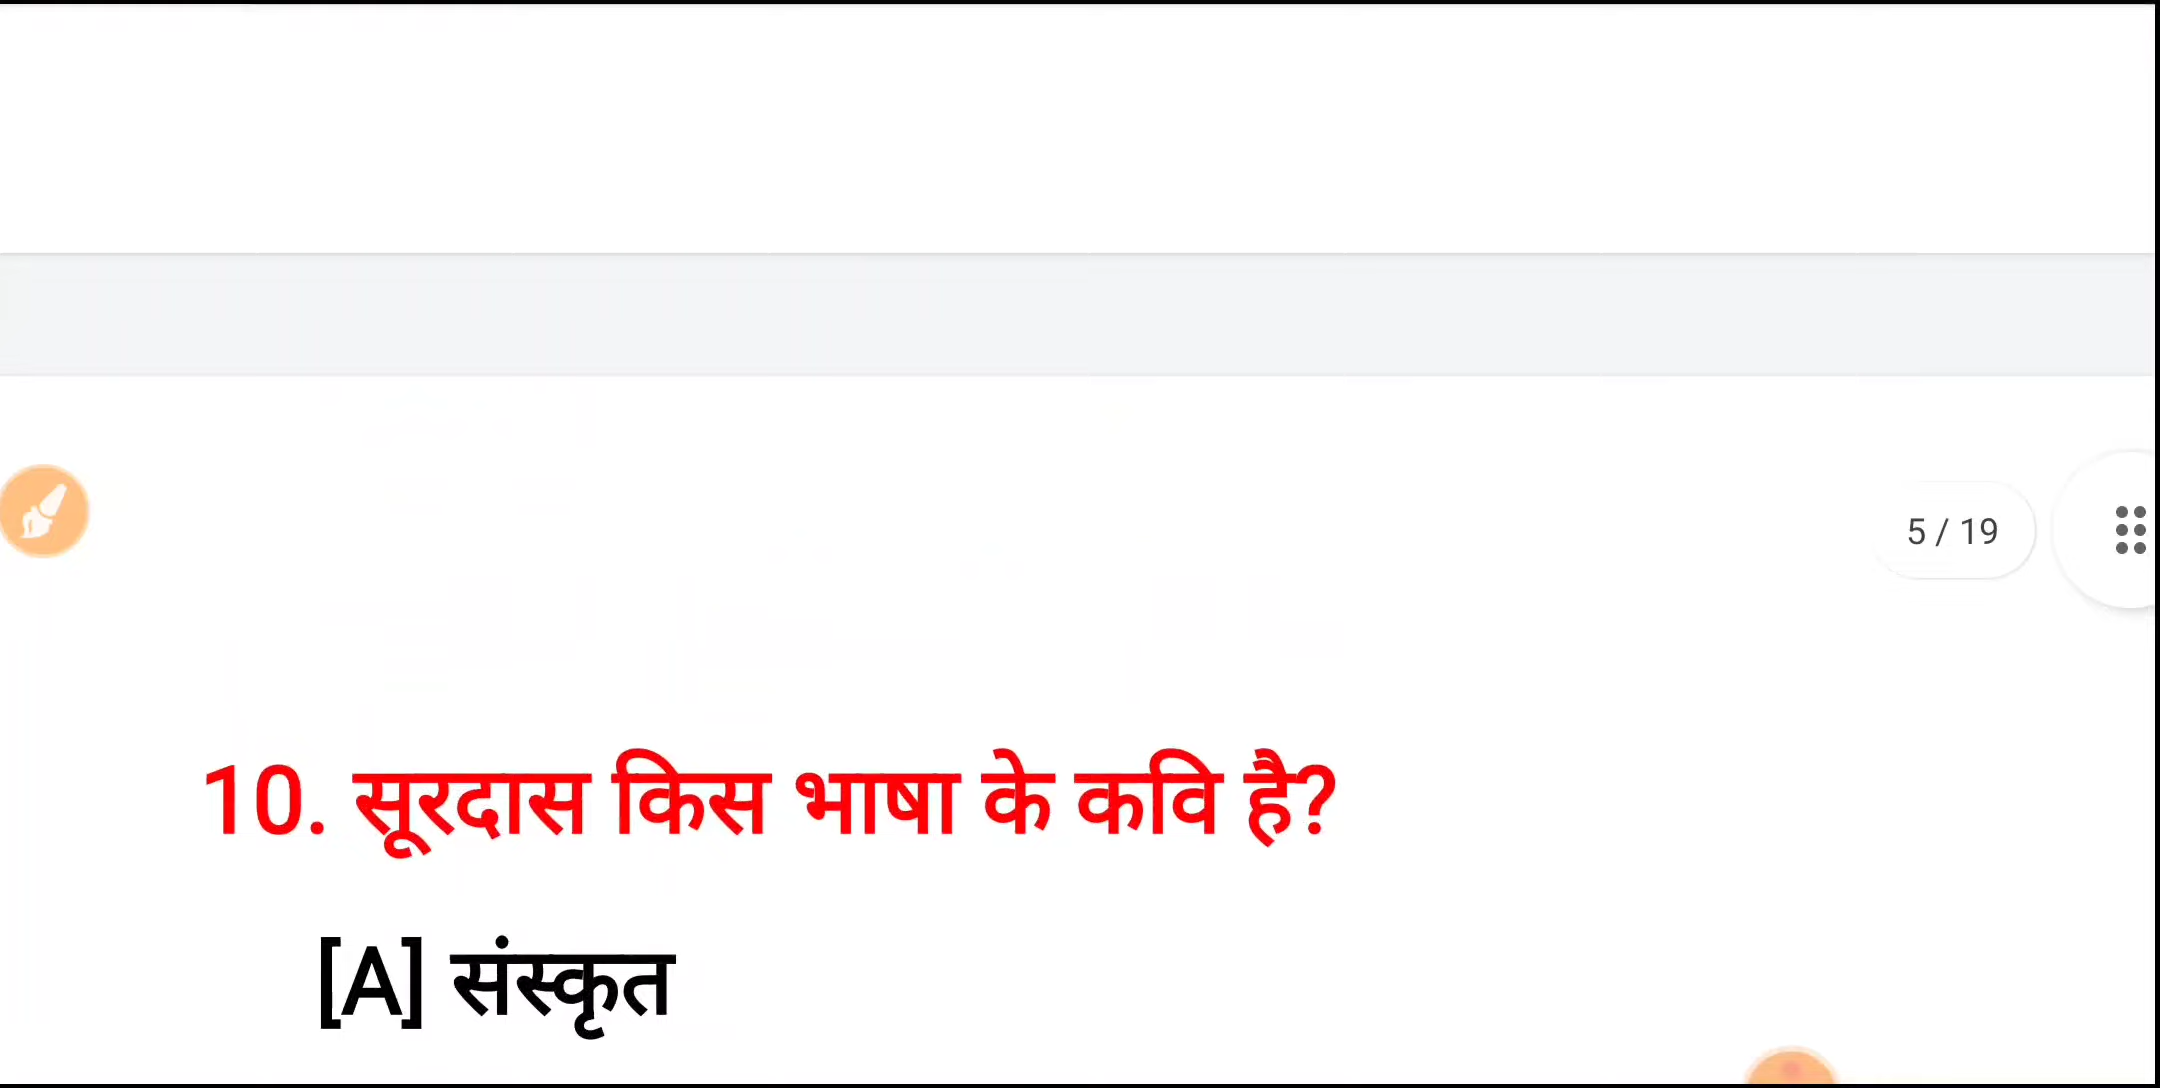 5 / 19
10. सूरदास किस भाषा के कवि है?
[A] संस्कृत